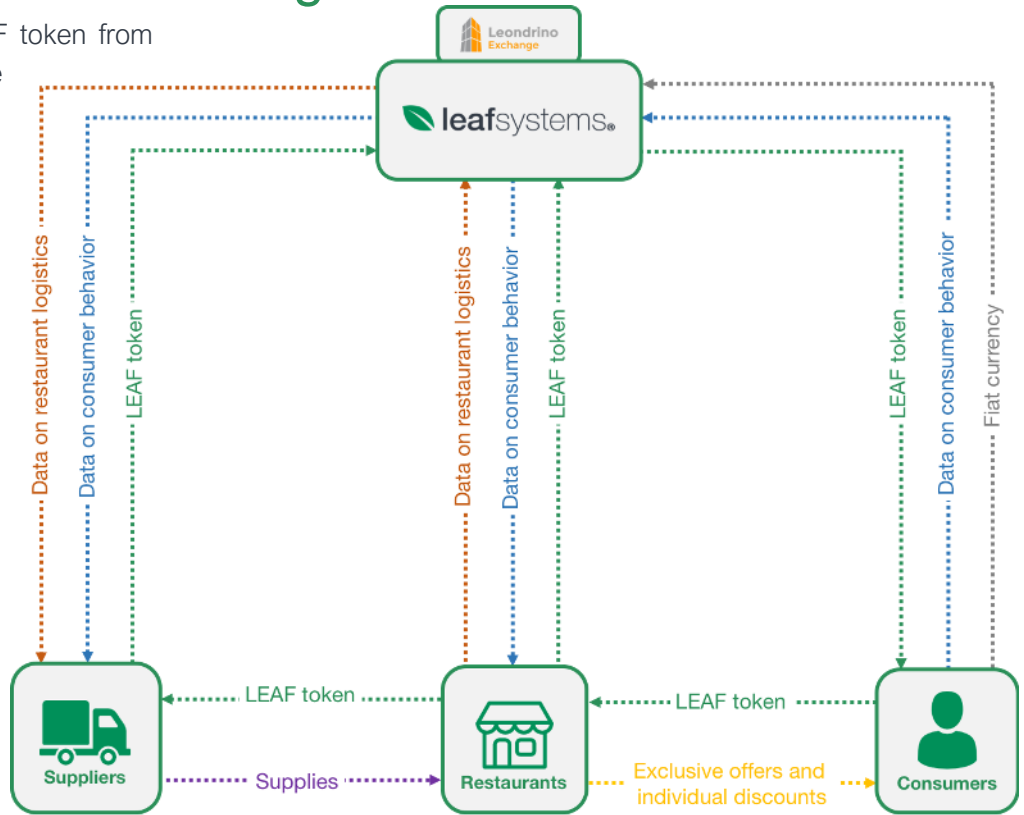 F token from
Leondrino
Exchange
leafsystems®
Data on restaurant logistics
Data on consumer behavior
LEAF token
Data on restaurant logistics
Data on consumer behavior
LEAF token
LEAF token
Data on consumer behavior
Fiat currency
LEAF token
LEAF token
Suppliers
Supplies
Restaurants
Exclusive offers and
individual discounts
Consumers